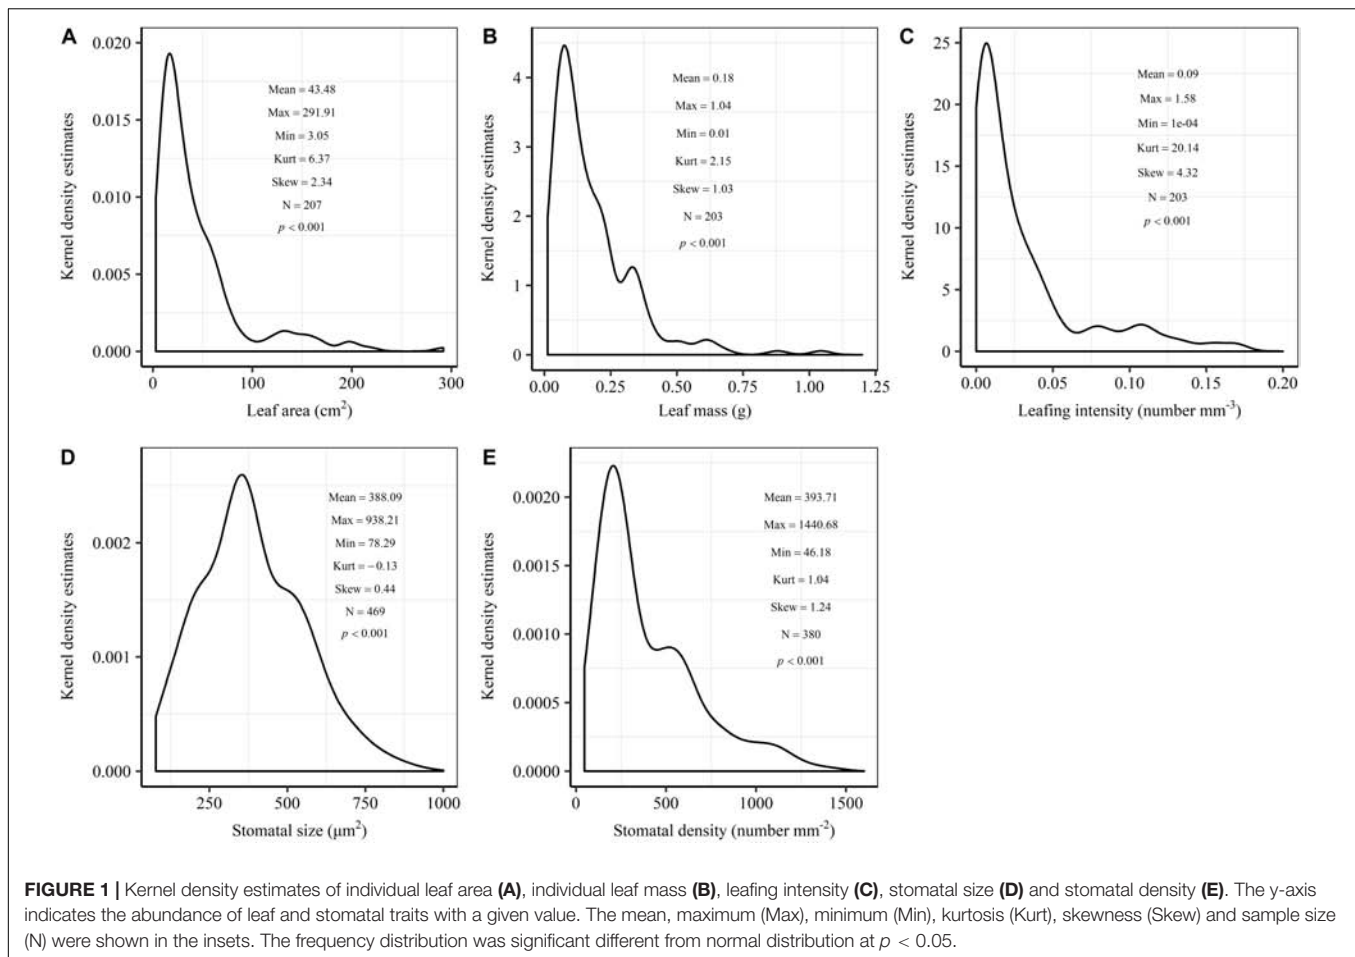 A
0.020
0.015
0.010
0.005
0.000
Kernel density estimates
Mean = 43.48
Max = 291.91
Min = 3.05
Kurt = 6.37
Skew = 2.34
N = 207
p < 0.001
0 100 200 300
Leaf area (cm²)
B
4
3
2
1
0
Kernel density estimates
Mean = 0.18
Max = 1.04
Min = 0.01
Kurt = 2.15
Skew = 1.03
N = 203
p < 0.001
0.00 0.25 0.50 0.75 1.00 1.25
Leaf mass (g)
C
25
20
15
10
5
0
Kernel density estimates
Mean = 0.09
Max = 1.58
Min = 1e-04
Kurt = 20.14
Skew = 4.32
N = 203
p < 0.001
0.00 0.05 0.10 0.15 0.20
Leafing intensity (number mm⁻³)
D
0.002
0.001
0.000
Kernel density estimates
Mean = 388.09
Max = 938.21
Min = 78.29
Kurt = −0.13
Skew = 0.44
N = 469
p < 0.001
250 500 750 1000
Stomatal size (μm²)
E
0.0020
0.0015
0.0010
0.0005
0.0000
Kernel density estimates
Mean = 393.71
Max = 1440.68
Min = 46.18
Kurt = 1.04
Skew = 1.24
N = 380
p < 0.001
0 500 1000 1500
Stomatal density (number mm⁻²)
FIGURE 1 | Kernel density estimates of individual leaf area (A), individual leaf mass (B), leafing intensity (C), stomatal size (D) and stomatal density (E). The y-axis
indicates the abundance of leaf and stomatal traits with a given value. The mean, maximum (Max), minimum (Min), kurtosis (Kurt), skewness (Skew) and sample size
(N) were shown in the insets. The frequency distribution was significant different from normal distribution at p < 0.05.